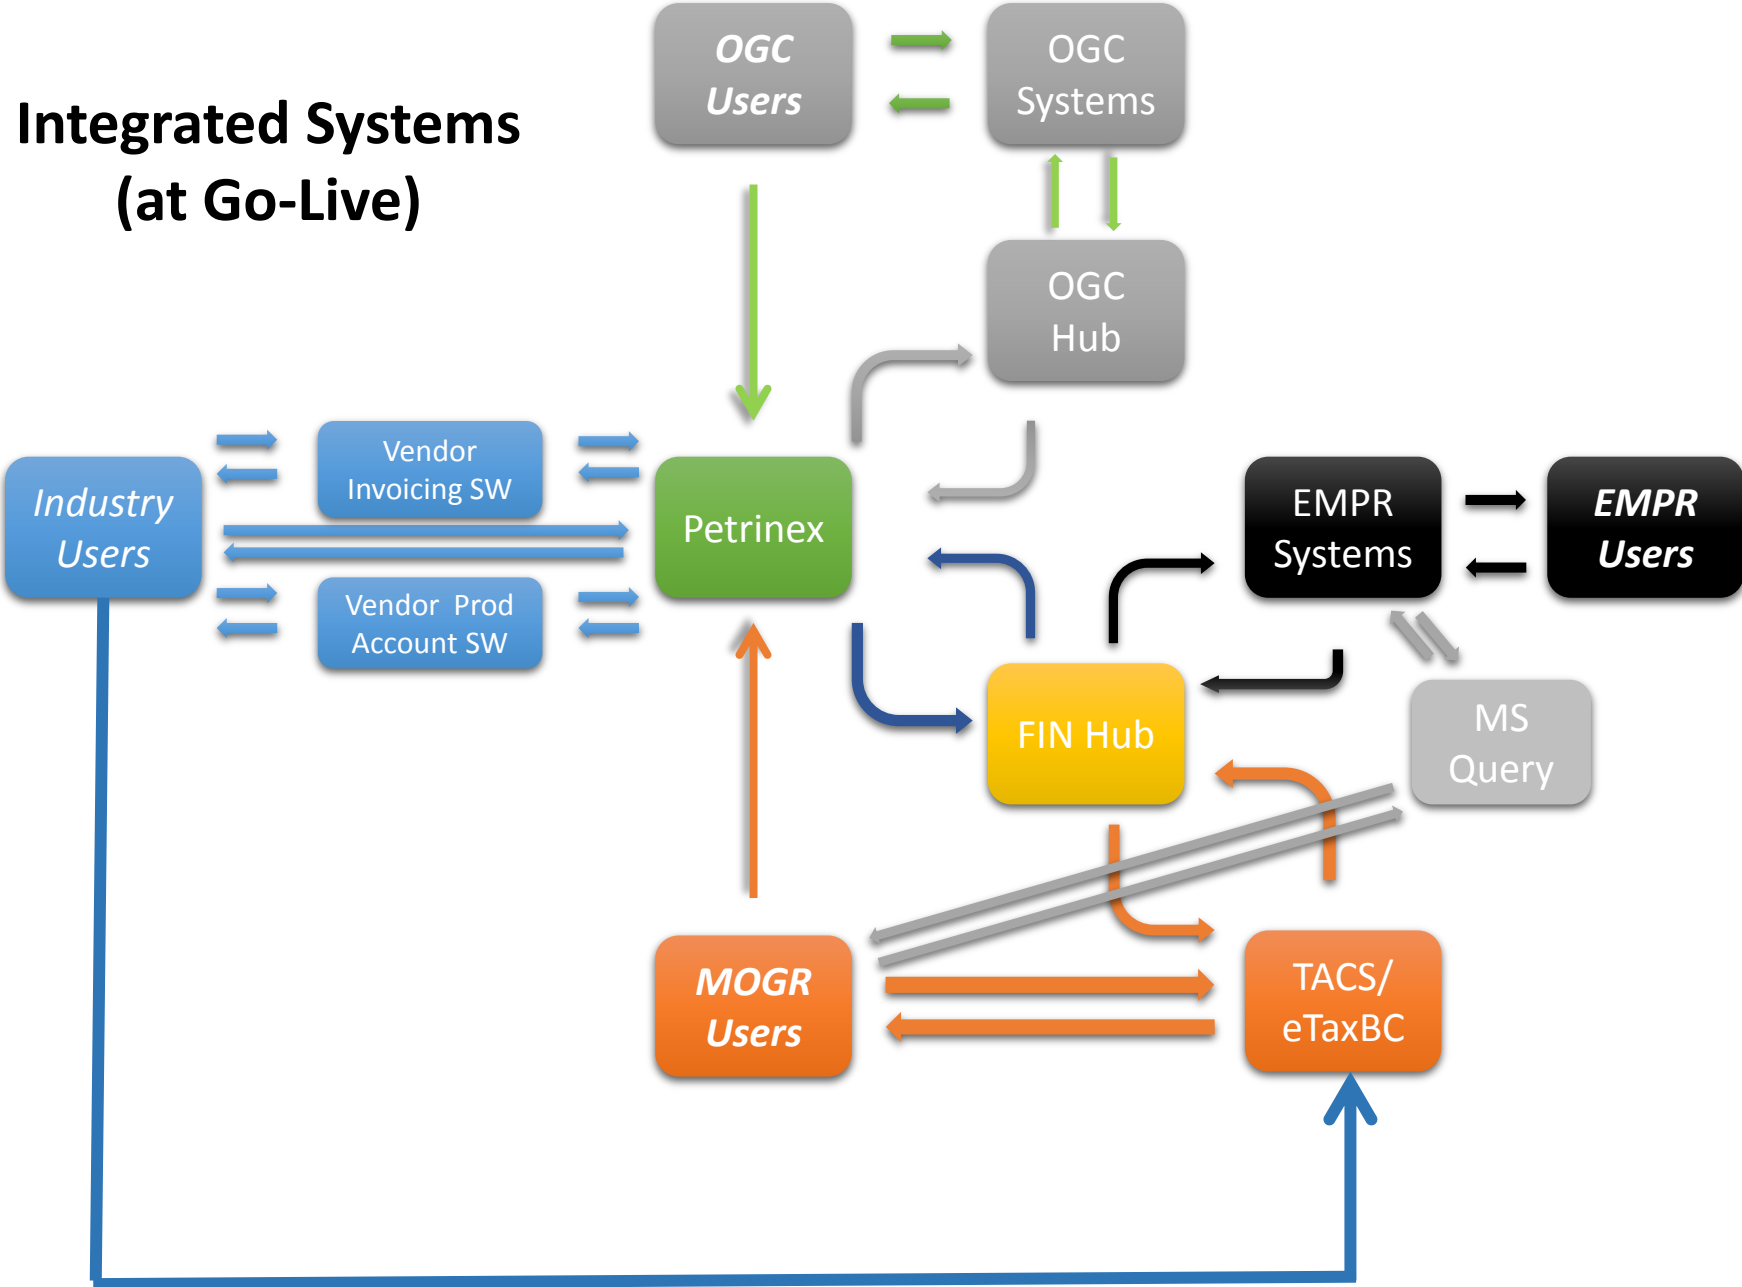 Integrated Systems
(at Go-Live)
OGC
Users
OGC
Systems
OGC
Hub
Vendor
Invoicing SW
Industry
Users
Petrinex
EMPR
Systems
EMPR
Users
Vendor Prod
Account SW
FIN Hub
MS
Query
MOGR
Users
TACS/
eTaxBC